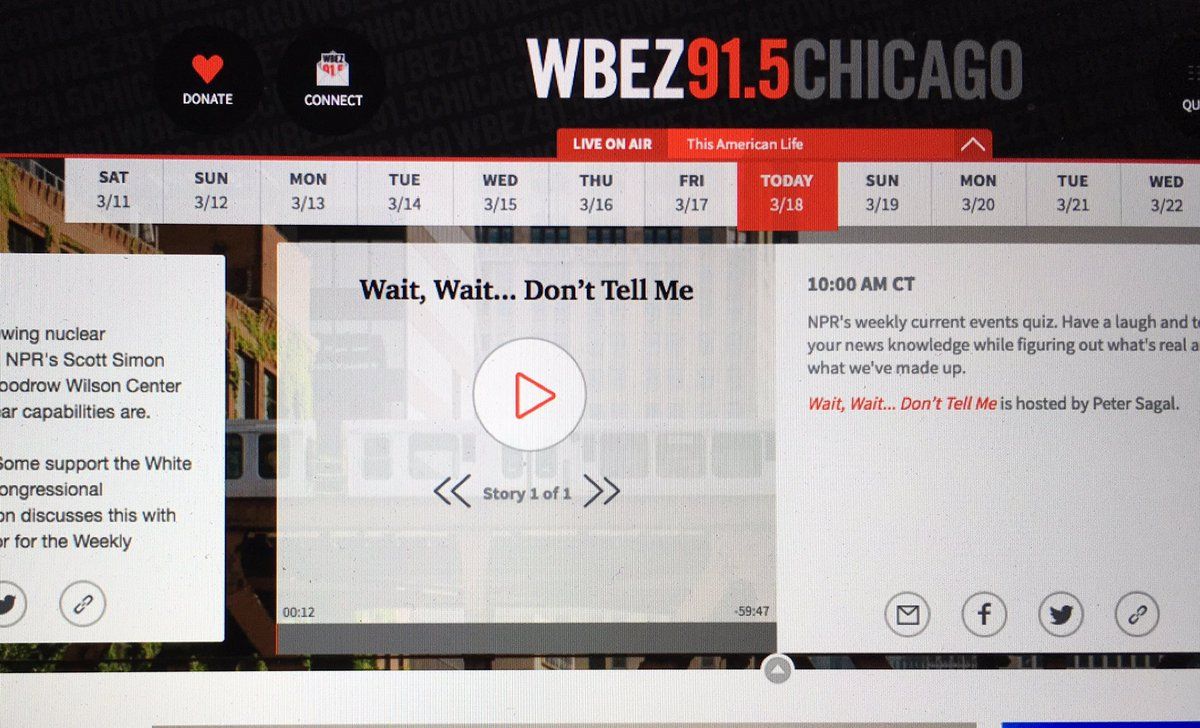 DONATE
WBEZ
91.5
CONNECT
WBEZ91.5CHICAGO
QU
LIVE ON AIR
This American Life
SAT
3/11
SUN
3/12
MON
3/13
TUE
3/14
WED
3/15
THU
3/16
FRI
3/17
TODAY
3/18
SUN
3/19
MON
3/20
TUE
3/21
WED
3/22
wing nuclear
NPR's Scott Simon
oodrow Wilson Center
ar capabilities are.
Some support the White
ongressional
on discusses this with
or for the Weekly
Wait, Wait... Don't Tell Me
Story 1 of 1
00:12
-59:47
10:00 AM CT
NPR's weekly current events quiz. Have a laugh and te
your news knowledge while figuring out what's real a
what we've made up.
Wait, Wait... Don't Tell Me is hosted by Peter Sagal.